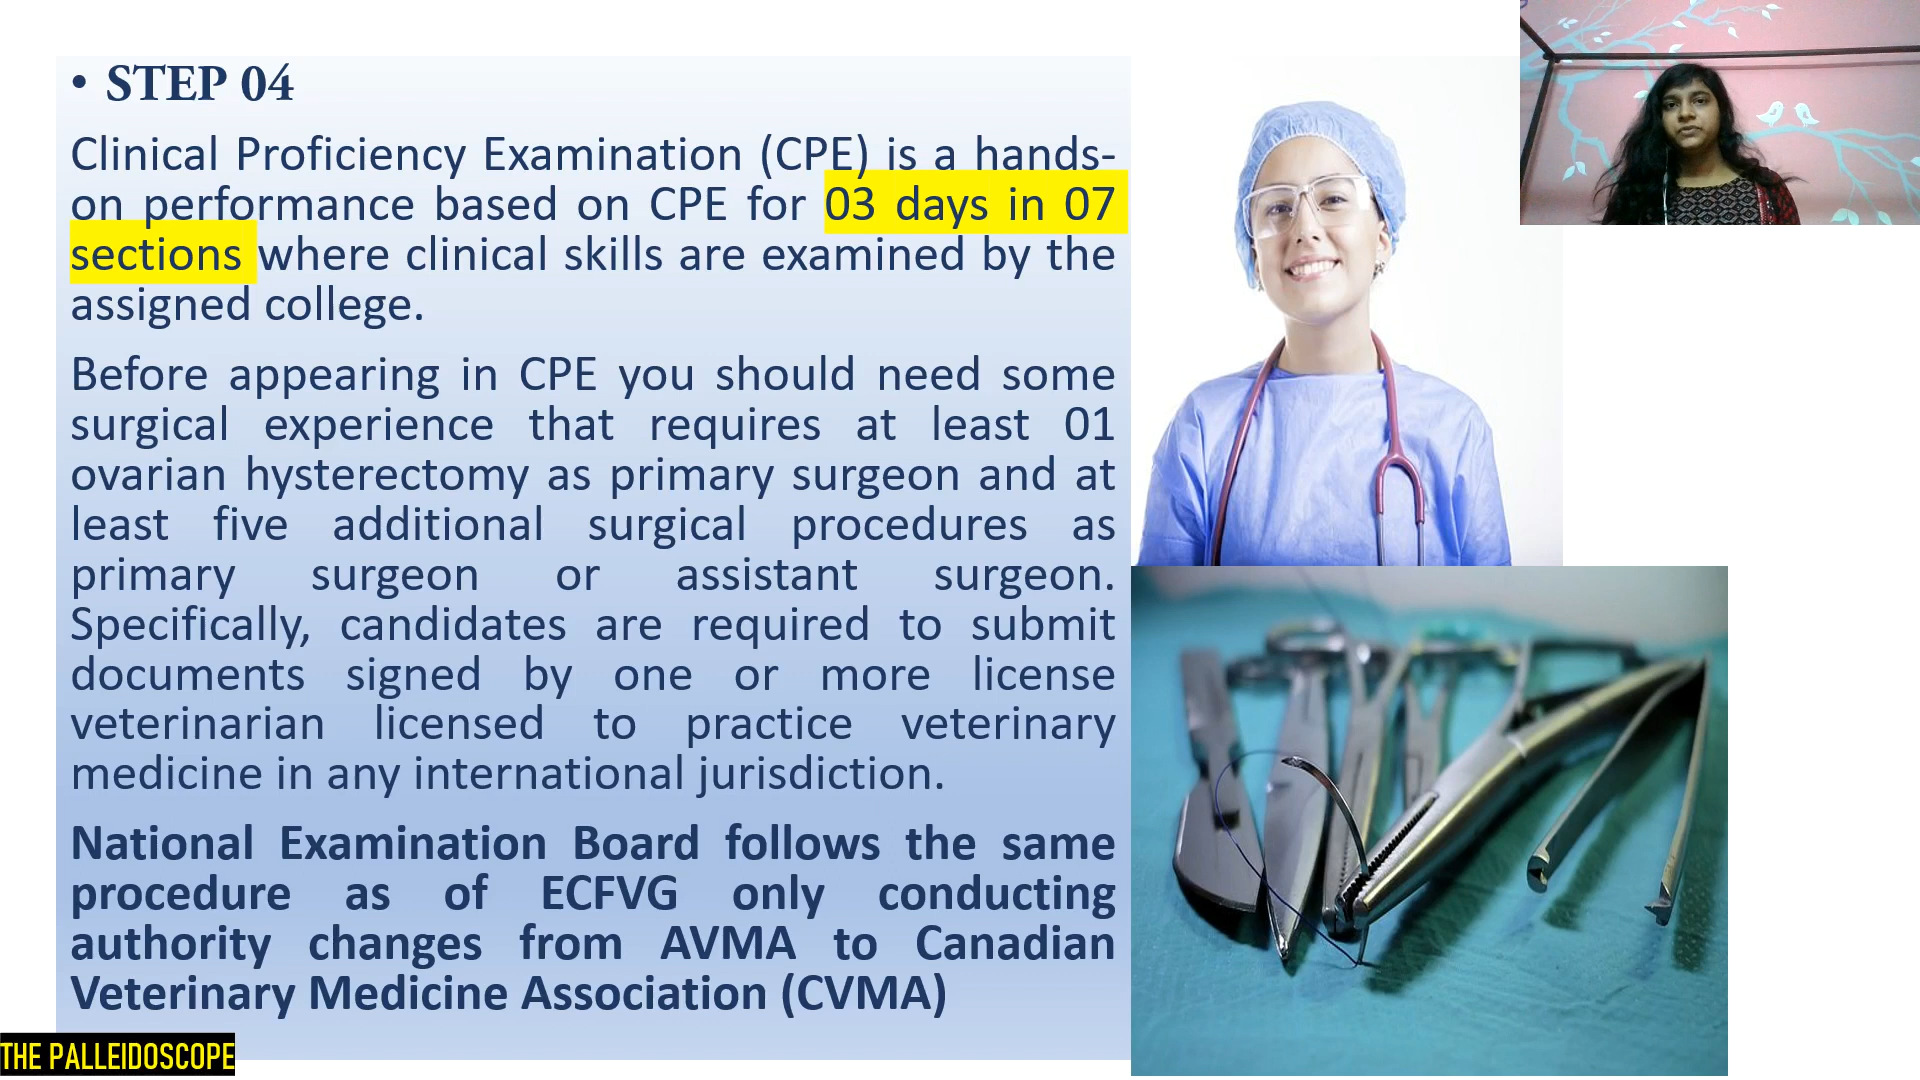 • STEP 04
Clinical Proficiency Examination (CPE) is a hands-
on performance based on CPE for 03 days in 07
sections where clinical skills are examined by the
assigned college.
Before appearing in CPE you should need some
surgical experience that requires at least 01
ovarian hysterectomy as primary surgeon and at
least five additional surgical procedures as
primary surgeon or assistant surgeon.
Specifically, candidates are required to submit
documents signed by one or more license
veterinarian licensed to practice veterinary
medicine in any international jurisdiction.
National Examination Board follows the same
procedure as of ECFVG only conducting
authority changes from AVMA to Canadian
Veterinary Medicine Association (CVMA)
THE PALLEIDOSCOPE